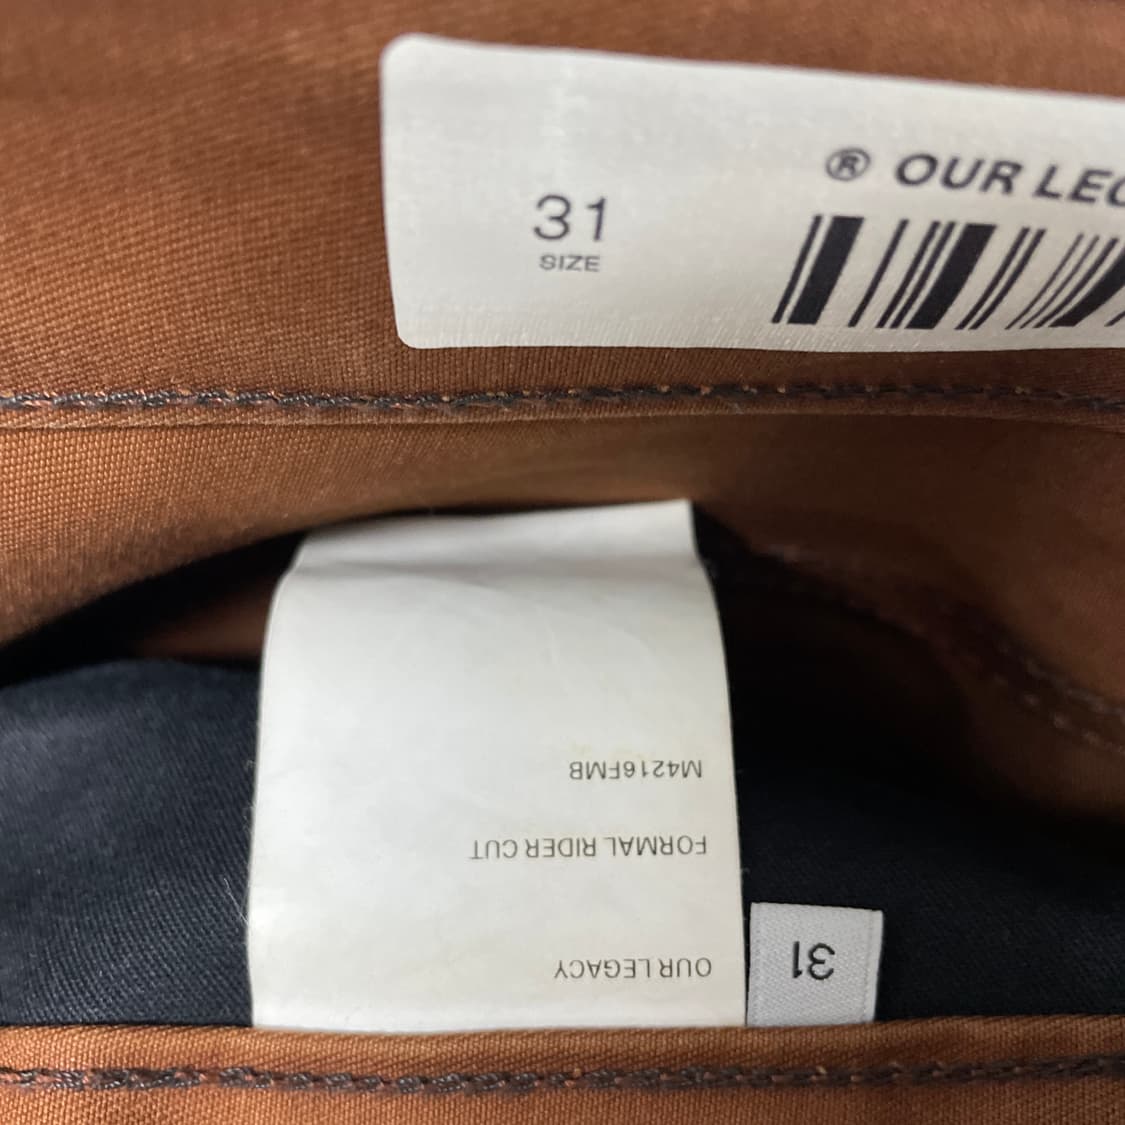 ® OUR LEG
31
SIZE
OUR LEGACY
FORMAL RIDER CUT
M4216FMB
31